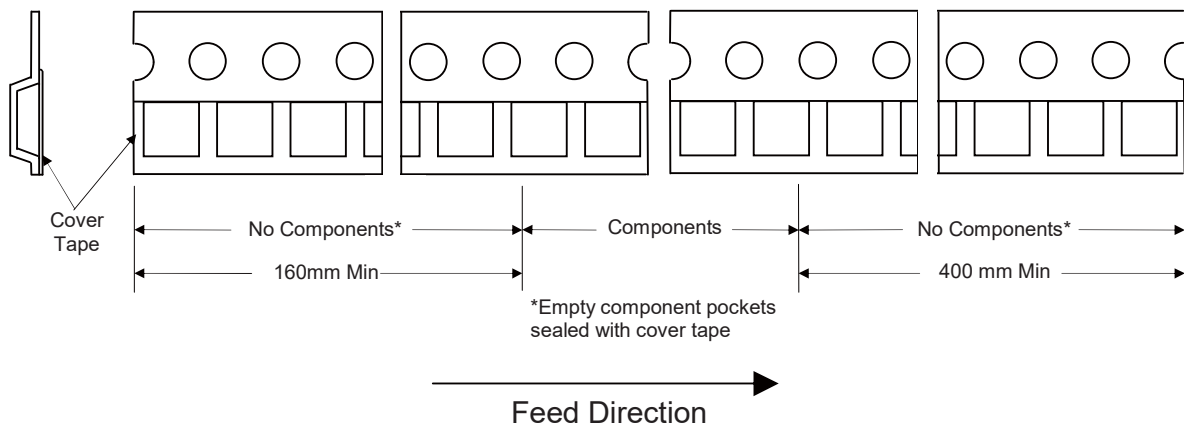 Cover
Tape
No Components*
Components
No Components*
160mm Min
400 mm Min
*Empty component pockets
sealed with cover tape
Feed Direction